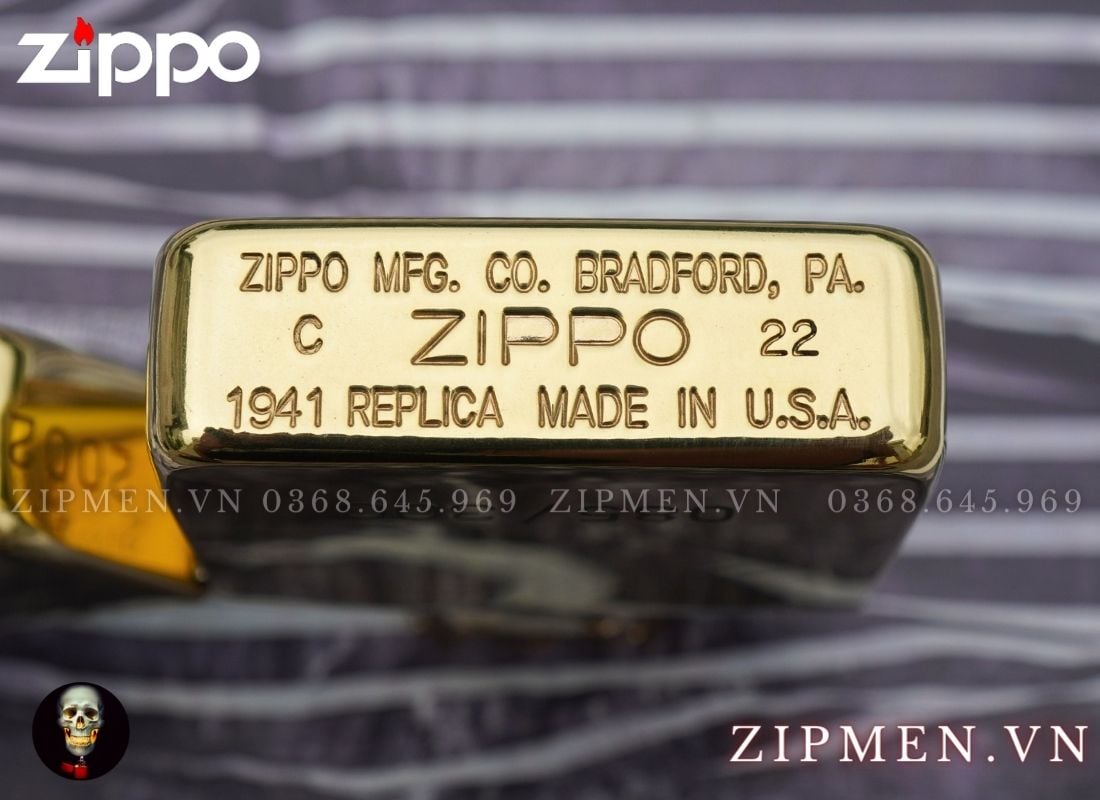 zippo
ZIPPO MFG. CO. BRADFORD, PA.
C ZIPPO 22
1941 REPLICA MADE IN U.S.A.
ZIPMEN.VN 0368.645.969 ZIPMEN.VN 0368.645.969
ZIPMEN.VN